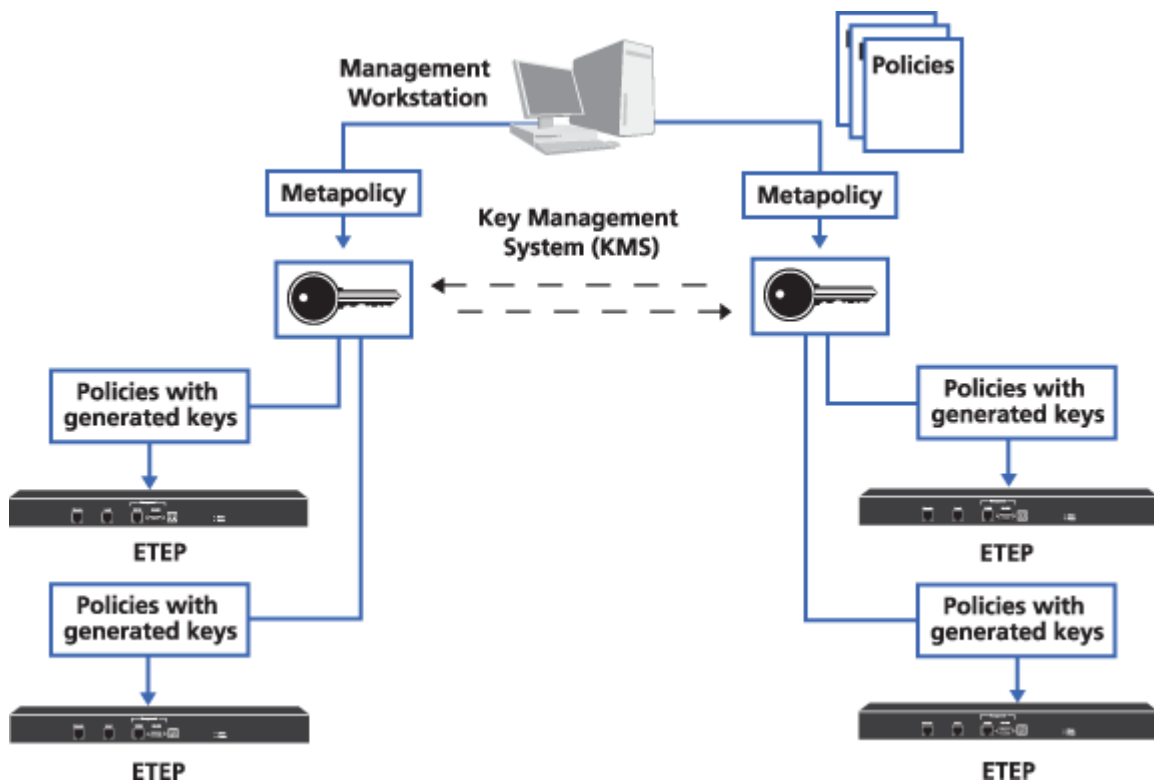 Management
Workstation
Policies
Metapolicy
Metapolicy
Key Management
System (KMS)
Policies with
generated keys
Policies with
generated keys
ETEP
ETEP
Policies with
generated keys
Policies with
generated keys
ETEP
ETEP